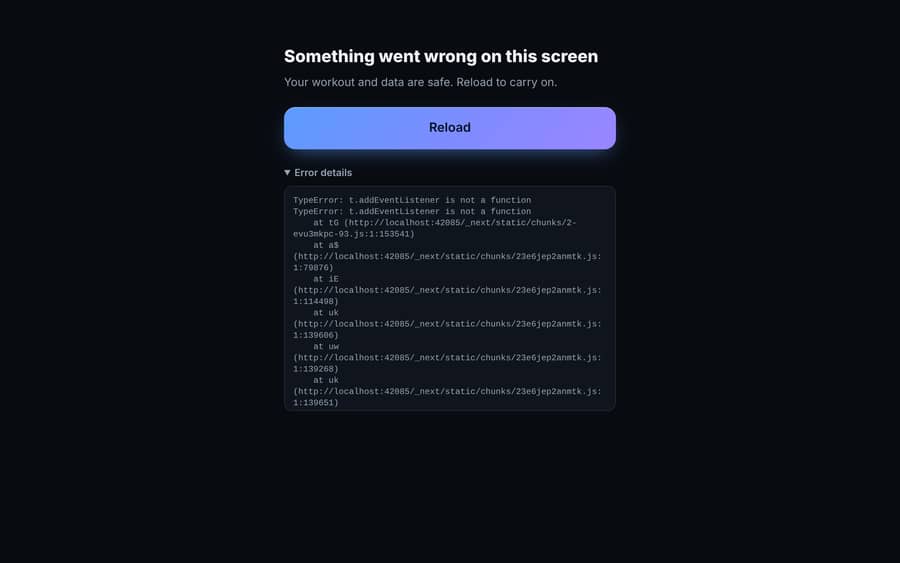 Something went wrong on this screen
Your workout and data are safe. Reload to carry on.
Reload
▼ Error details
TypeError: t.addEventListener is not a function
TypeError: t.addEventListener is not a function
    at tG (http://localhost:42085/_next/static/chunks/2-
evu3mkpc-93.js:1:153541)
    at a$
(http://localhost:42085/_next/static/chunks/23e6jep2anmtk.js:
1:79876)
    at iE
(http://localhost:42085/_next/static/chunks/23e6jep2anmtk.js:
1:114498)
    at uk
(http://localhost:42085/_next/static/chunks/23e6jep2anmtk.js:
1:139606)
    at uw
(http://localhost:42085/_next/static/chunks/23e6jep2anmtk.js:
1:139268)
    at uk
(http://localhost:42085/_next/static/chunks/23e6jep2anmtk.js:
1:139651)